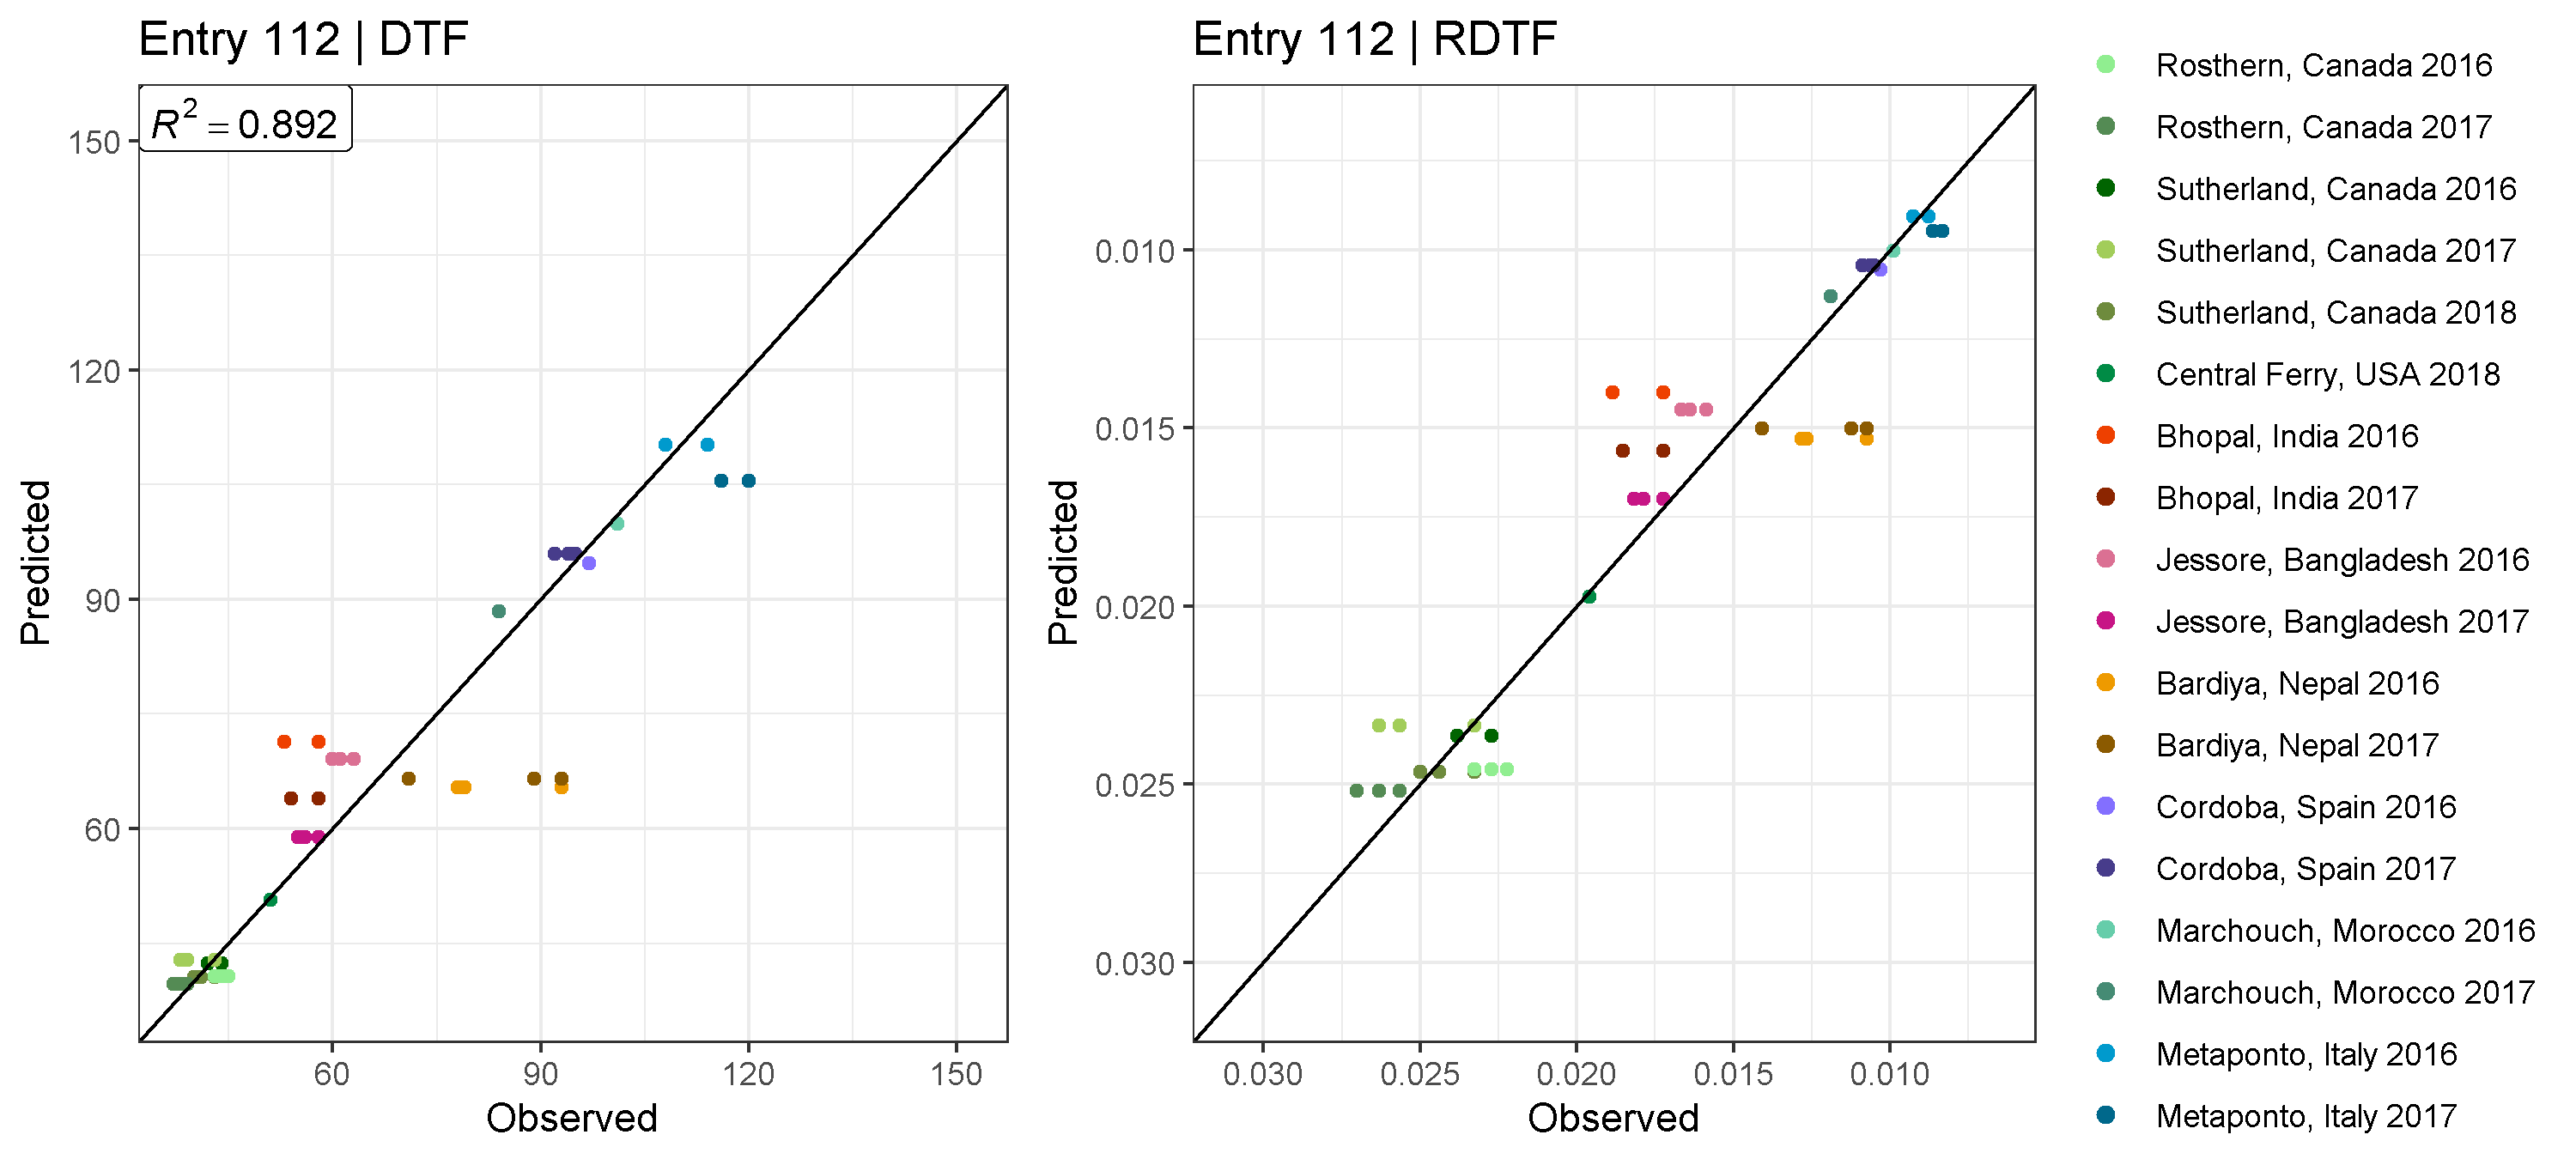 Entry 112 | DTF
R² = 0.892
150
120
90
60
Predicted
60
90
120
150
Observed
Entry 112 | RDTF
0.010
0.015
0.020
0.025
0.030
Predicted
0.030
0.025
0.020
0.015
0.010
Observed
Rosthern, Canada 2016
Rosthern, Canada 2017
Sutherland, Canada 2016
Sutherland, Canada 2017
Sutherland, Canada 2018
Central Ferry, USA 2018
Bhopal, India 2016
Bhopal, India 2017
Jessore, Bangladesh 2016
Jessore, Bangladesh 2017
Bardiya, Nepal 2016
Bardiya, Nepal 2017
Cordoba, Spain 2016
Cordoba, Spain 2017
Marchouch, Morocco 2016
Marchouch, Morocco 2017
Metaponto, Italy 2016
Metaponto, Italy 2017